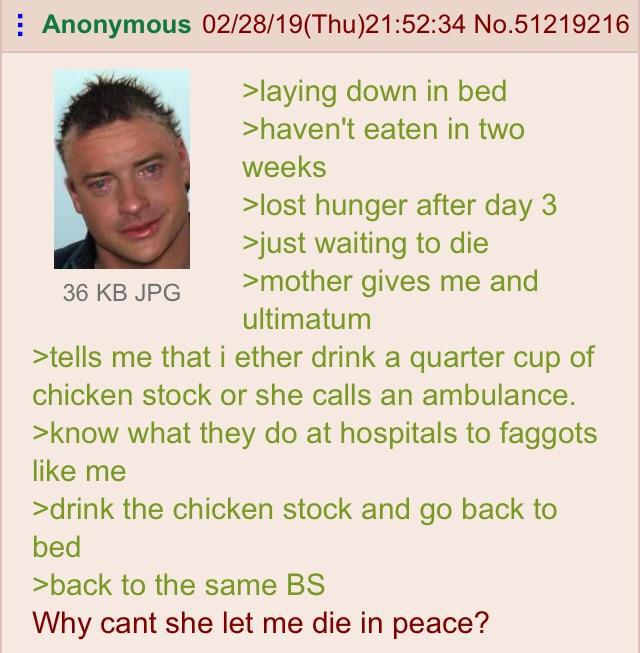 Anonymous 02/28/19(Thu)21:52:34 No.51219216
>laying down in bed
>haven't eaten in two
weeks
>lost hunger after day 3
>just waiting to die
>mother gives me and
ultimatum
36 KB JPG
>tells me that i ether drink a quarter cup of
chicken stock or she calls an ambulance.
>know what they do at hospitals to faggots
like me
>drink the chicken stock and go back to
bed
>back to the same BS
Why cant she let me die in peace?